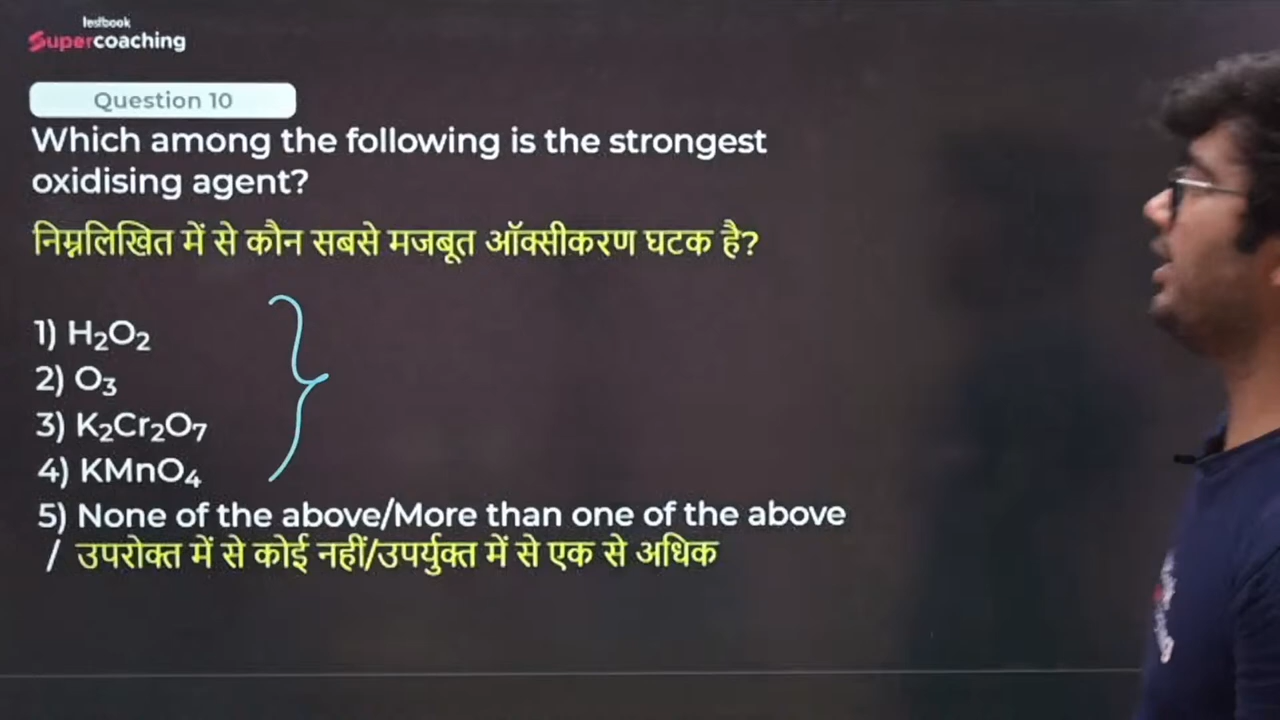 testbook
Supercoaching
Question 10
Which among the following is the strongest
oxidising agent?
निम्नलिखित में से कौन सबसे मजबूत ऑक्सीकरण घटक है?
1) H₂O₂
2) O₃
3) K₂Cr₂O₇
4) KMnO₄
5) None of the above/More than one of the above
/ उपरोक्त में से कोई नहीं/उपर्युक्त में से एक से अधिक